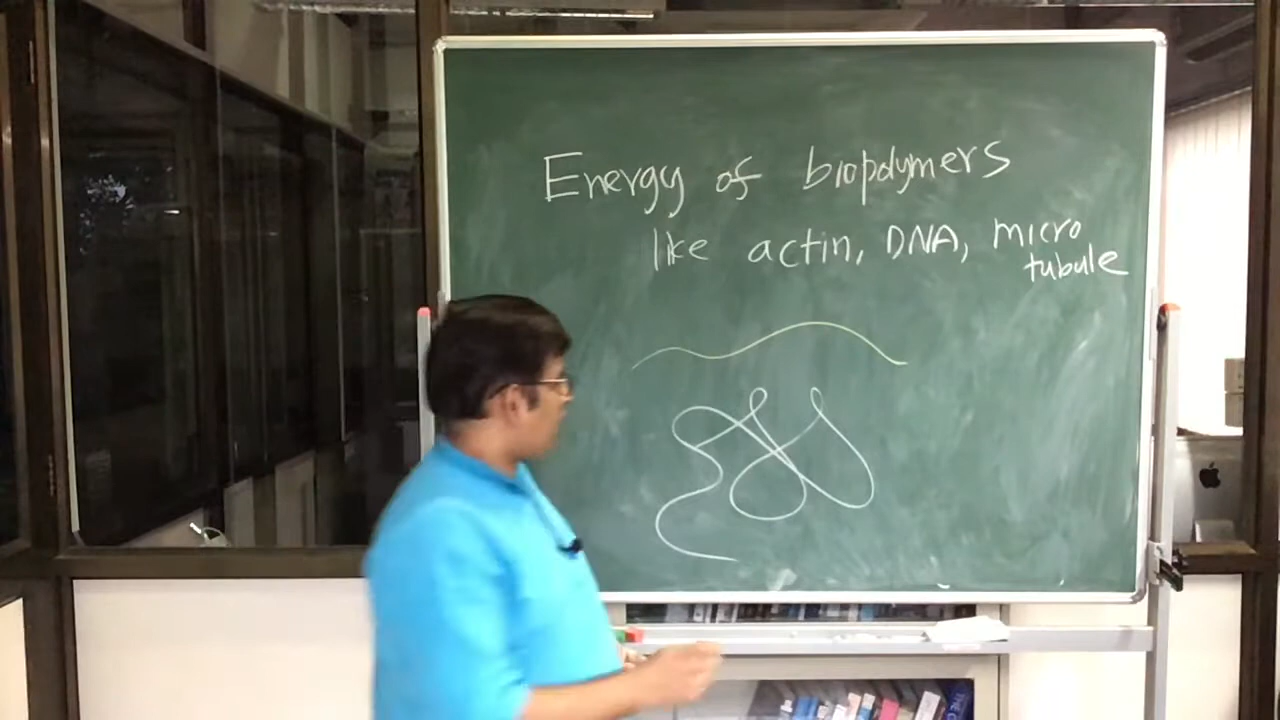 Energy of biopolymers
like actin, DNA, micro
tubule